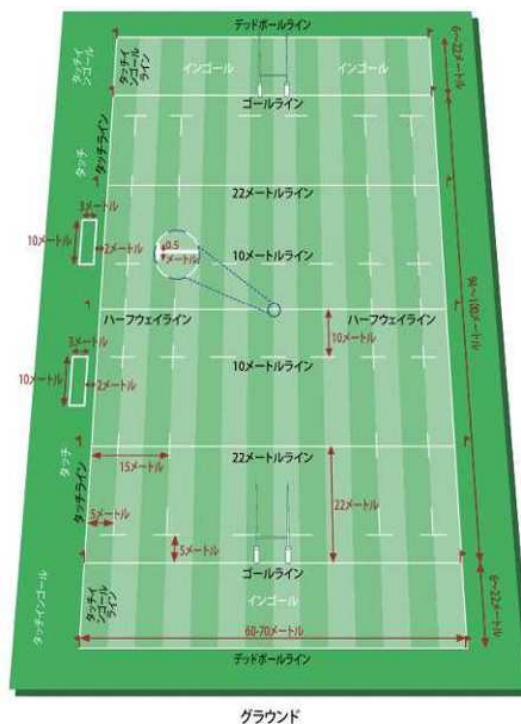 デッドボールライン
6〜22メートル
タッチイ
ンゴール
タッチイ
ンゴール
ライン
インゴール
インゴール
ゴールライン
タッチ
タッチライン
22メートルライン
3メートル
10メートル
2メートル
0.5
メートル
10メートルライン
94〜100メートル
ハーフウェイライン
ハーフウェイライン
10メートル
3メートル
10メートル
2メートル
10メートルライン
タッチ
タッチライン
22メートルライン
15メートル
22メートル
5メートル
5メートル
ゴールライン
タッチインゴール
タッチイ
ンゴール
ライン
インゴール
6〜22メートル
60-70メートル
デッドボールライン
グラウンド